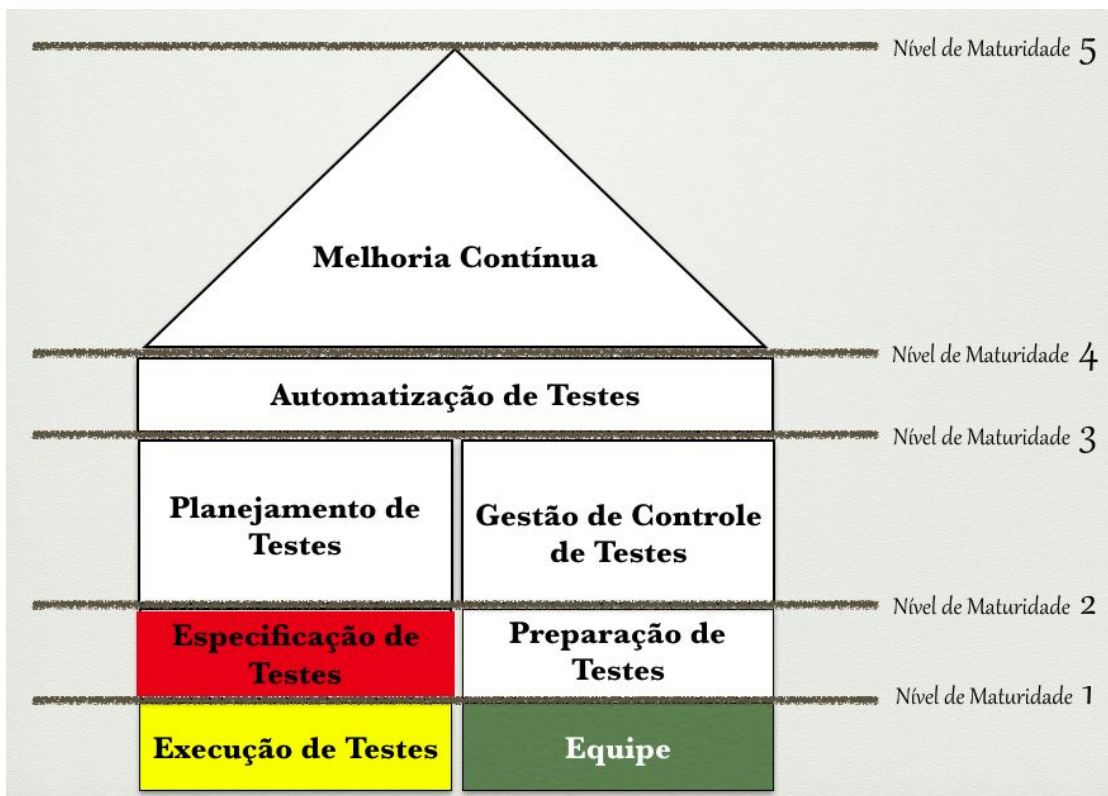 Nível de Maturidade 5
Melhoria Contínua
Nível de Maturidade 4
Automatização de Testes
Nível de Maturidade 3
Planejamento de
Testes
Gestão de Controle
de Testes
Nível de Maturidade 2
Especificação de
Testes
Preparação de
Testes
Nível de Maturidade 1
Execução de Testes
Equipe